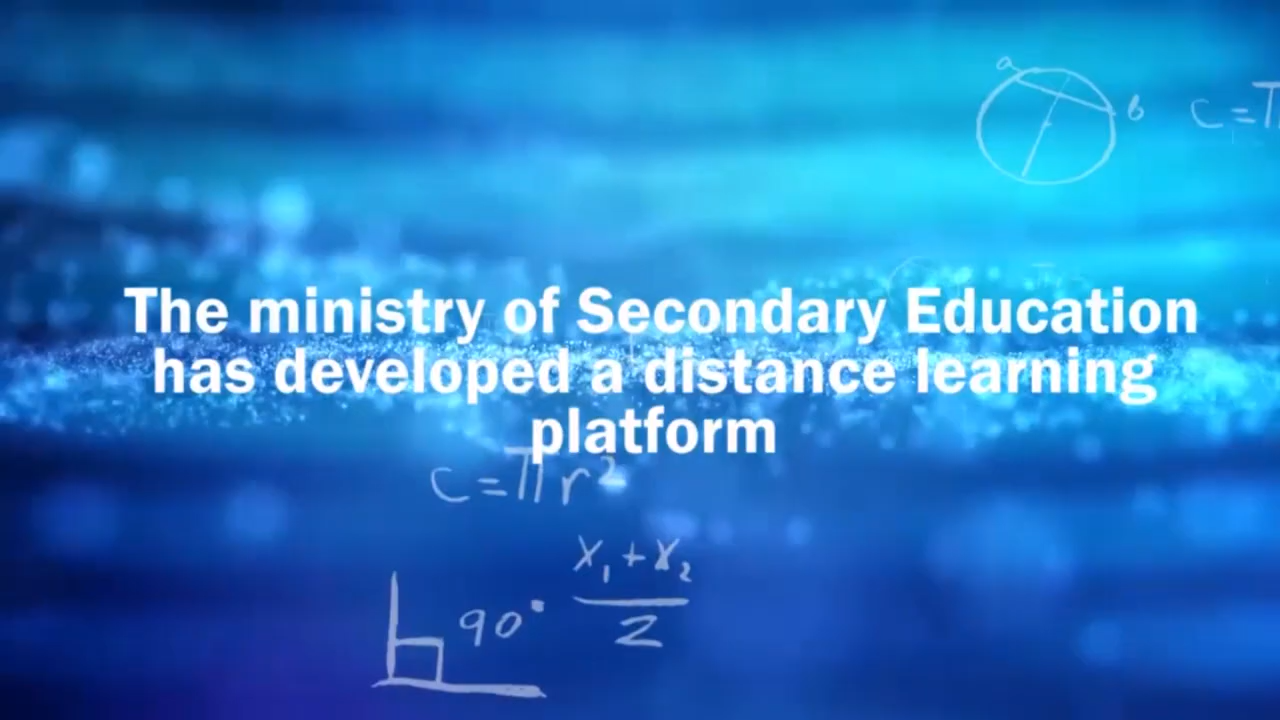 a
b
c=π
The ministry of Secondary Education
has developed a distance learning
platform
c=πr²
90°
x₁+x₂
2